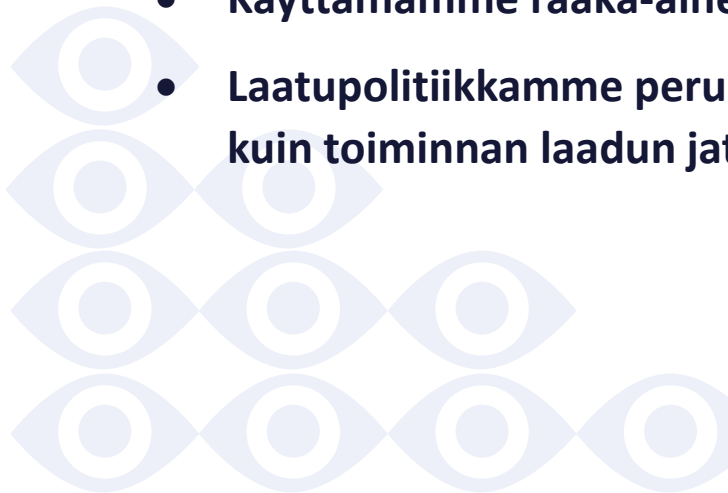 • Käyttämämme raaka-aine
• Laatupolitiikkamme peru
kuin toiminnan laadun jat